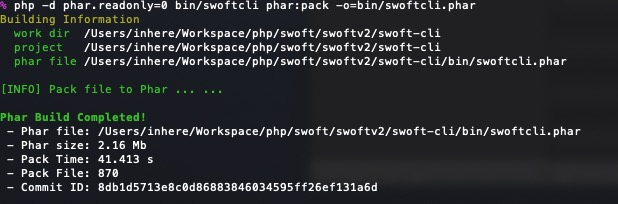 % php -d phar.readonly=0 bin/swoftcli phar:pack -o=bin/swoftcli.phar
Building Information
work dir /Users/inhere/Workspace/php/swoft/swoftv2/swoft-cli
project /Users/inhere/Workspace/php/swoft/swoftv2/swoft-cli
phar file /Users/inhere/Workspace/php/swoft/swoftv2/swoft-cli/bin/swoftcli.phar
[INFO] Pack file to Phar ... ...
Phar Build Completed!
- Phar file: /Users/inhere/Workspace/php/swoft/swoftv2/swoft-cli/bin/swoftcli.phar
- Phar size: 2.16 Mb
- Pack Time: 41.413 s
- Pack File: 870
- Commit ID: 8db1d5713e8c0d86883846034595ff26ef131a6d